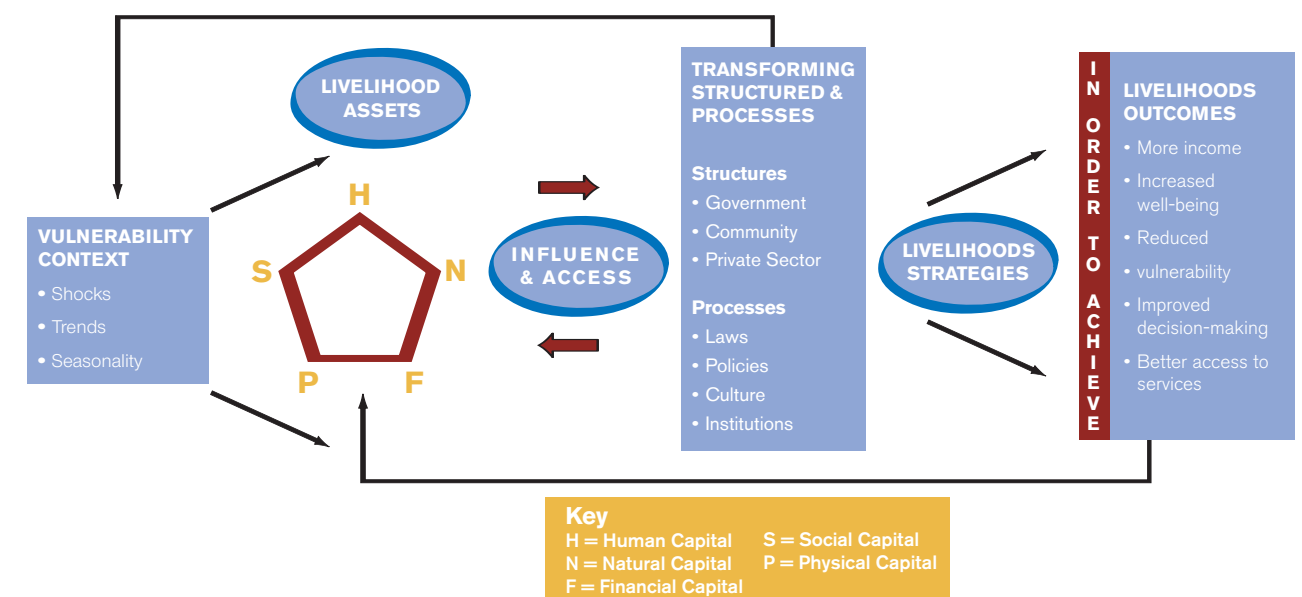 LIVELIHOOD
ASSETS
VULNERABILITY
CONTEXT
• Shocks
• Trends
• Seasonality
H
S
N
P
F
INFLUENCE
& ACCESS
TRANSFORMING
STRUCTURED &
PROCESSES
Structures
• Government
• Community
• Private Sector
Processes
• Laws
• Policies
• Culture
• Institutions
LIVELIHOODS
STRATEGIES
IN ORDER TO ACHIEVE
LIVELIHOODS
OUTCOMES
• More income
• Increased
well-being
• Reduced
• vulnerability
• Improved
decision-making
• Better access to
services
Key
H = Human Capital
N = Natural Capital
F = Financial Capital
S = Social Capital
P = Physical Capital